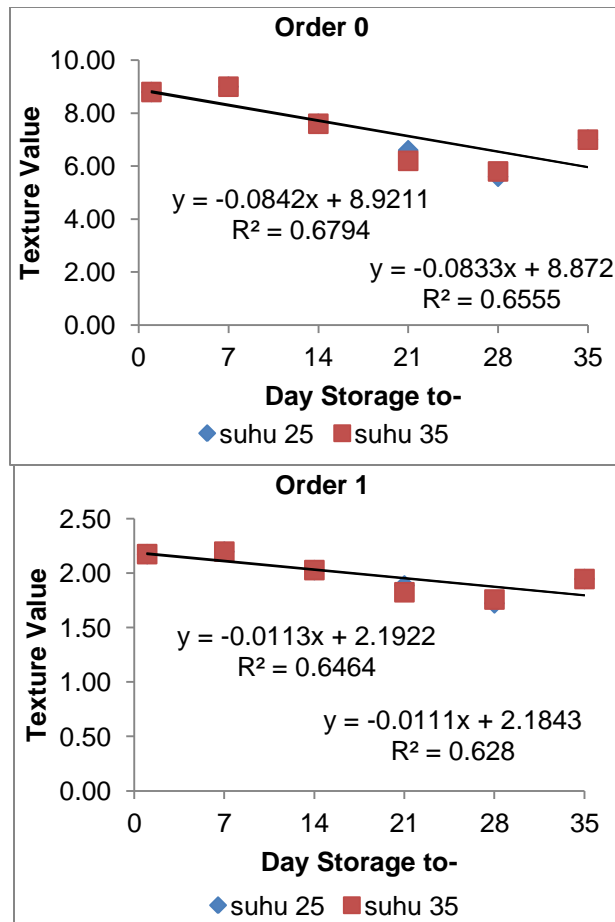 Order 0
10.00
8.00
6.00
4.00
2.00
0.00
Texture Value
y = -0.0842x + 8.9211
R² = 0.6794
y = -0.0833x + 8.872
R² = 0.6555
0 7 14 21 28 35
Day Storage to-
suhu 25 suhu 35
Order 1
2.50
2.00
1.50
1.00
0.50
0.00
Texture Value
y = -0.0113x + 2.1922
R² = 0.6464
y = -0.0111x + 2.1843
R² = 0.628
0 7 14 21 28 35
Day Storage to-
suhu 25 suhu 35